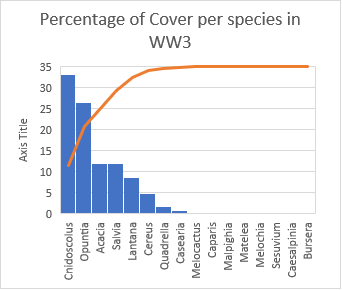 Percentage of Cover per species in
WW3
35
30
25
20
15
10
5
0
Axis Title
Cnidoscolus
Opuntia
Acacia
Salvia
Lantana
Cereus
Quadrella
Casearia
Melocactus
Caparis
Malpighia
Matelea
Melochia
Sesuvium
Caesalpinia
Bursera